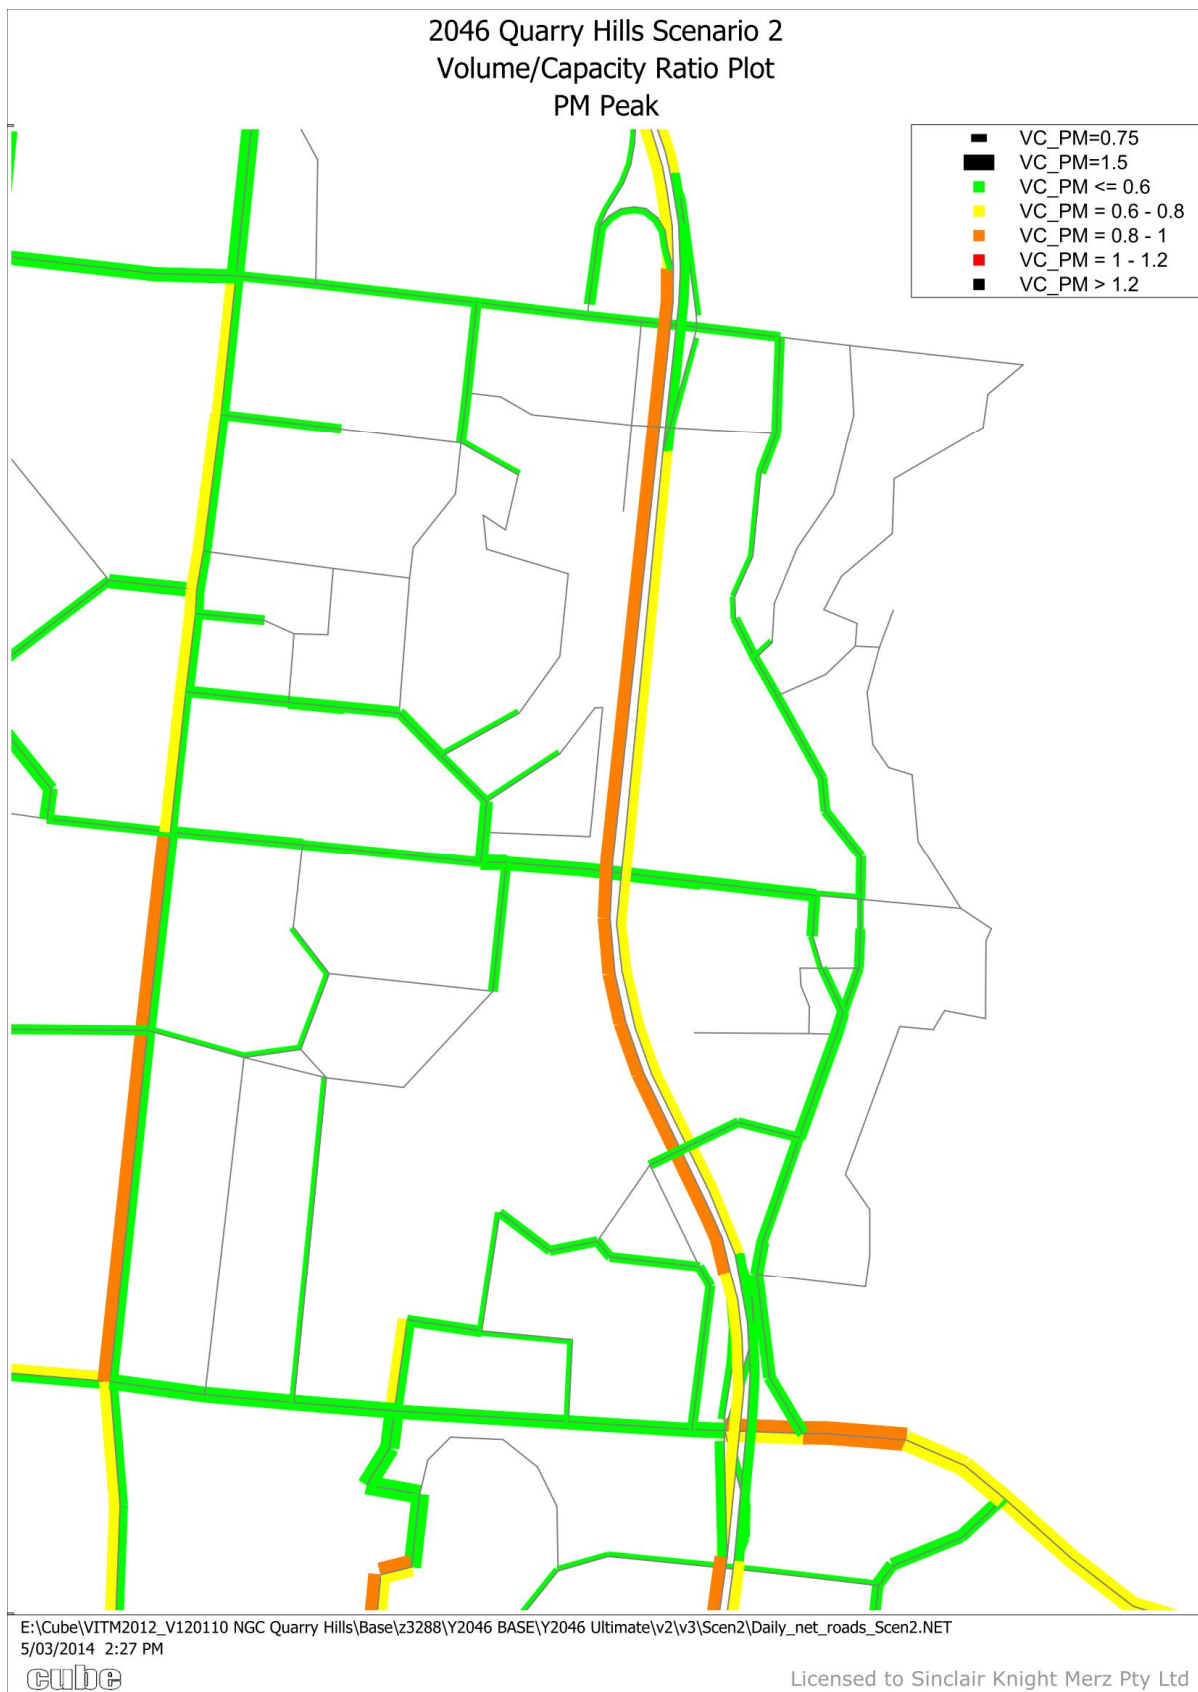 2046 Quarry Hills Scenario 2
Volume/Capacity Ratio Plot
PM Peak
VC_PM=0.75
VC_PM=1.5
VC_PM <= 0.6
VC_PM = 0.6 - 0.8
VC_PM = 0.8 - 1
VC_PM = 1 - 1.2
VC_PM > 1.2
E:\Cube\VITM2012_V120110 NGC Quarry Hills\Base\z3288\Y2046 BASE\Y2046 Ultimate\v2\v3\Scen2\Daily_net_roads_Scen2.NET
5/03/2014 2:27 PM
cube
Licensed to Sinclair Knight Merz Pty Ltd